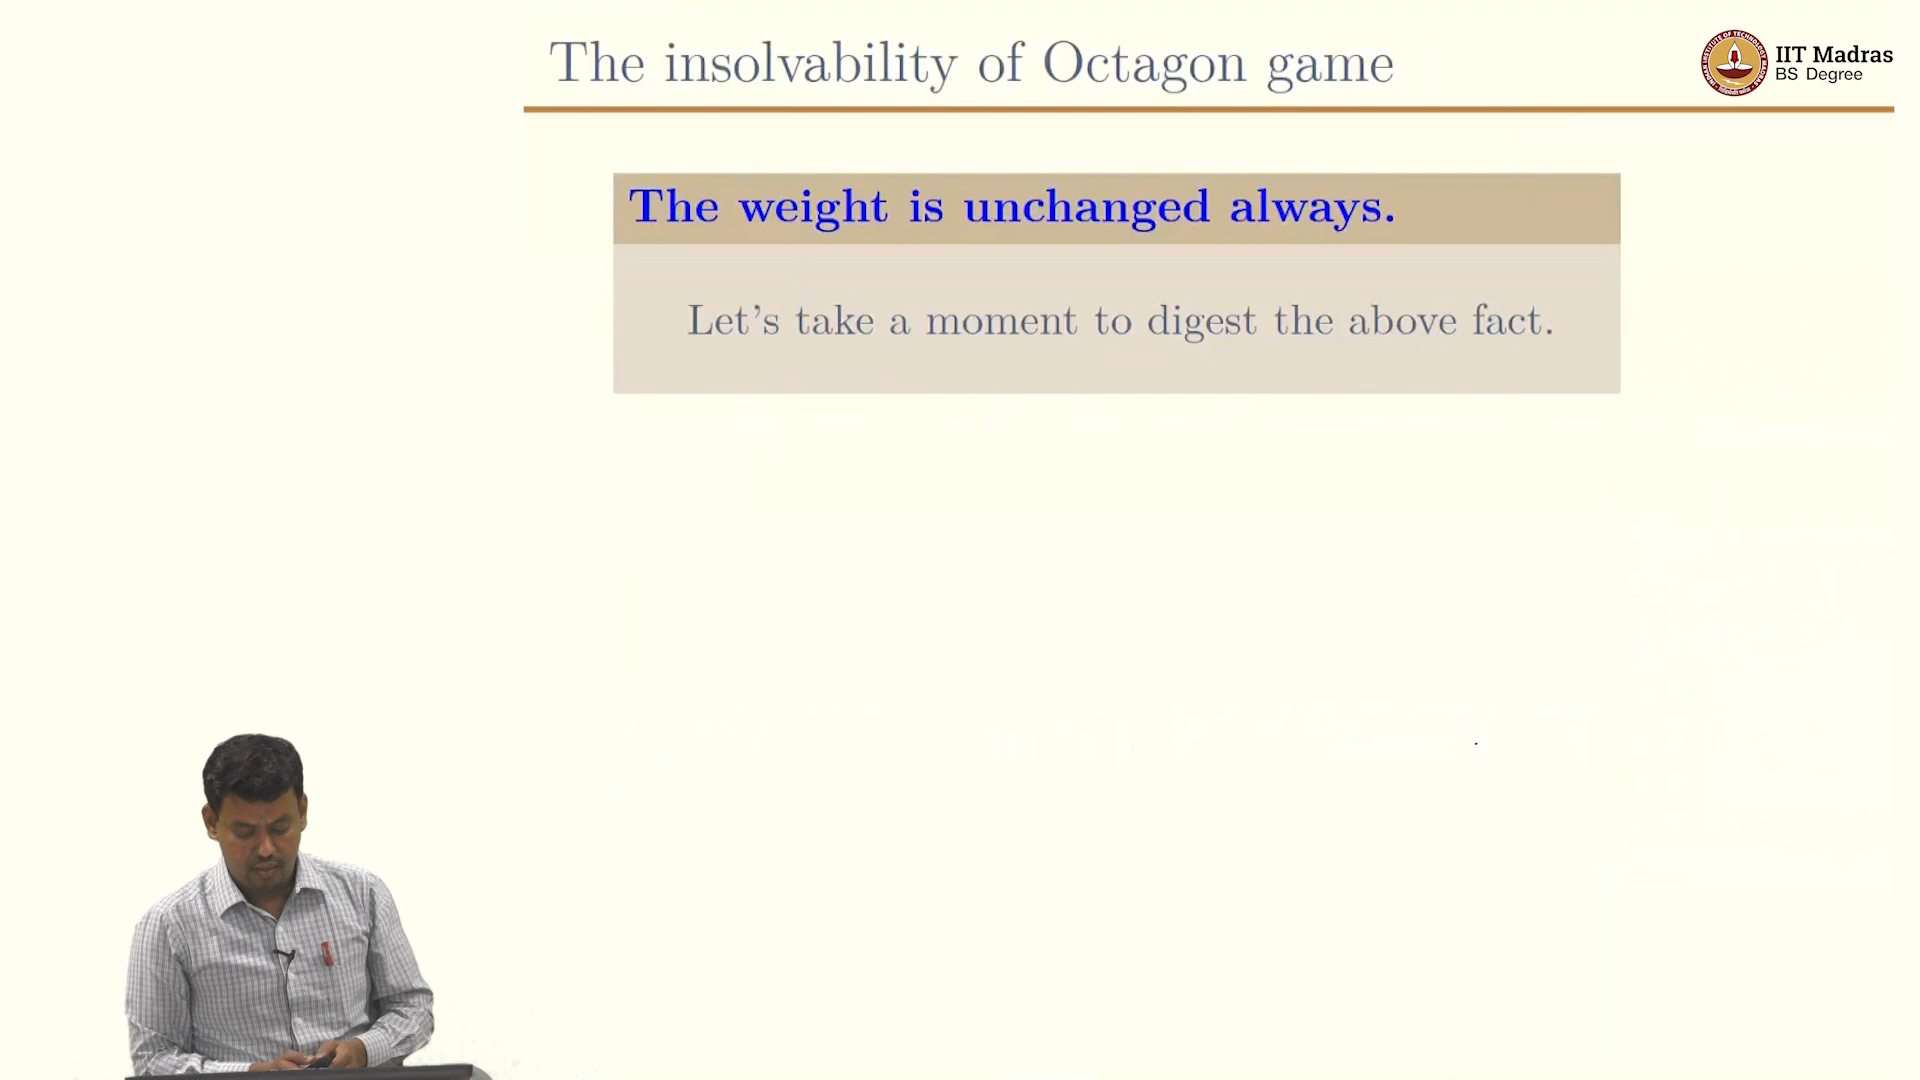 The insolvability of Octagon game
IIT Madras
BS Degree
The weight is unchanged always.
Let's take a moment to digest the above fact.